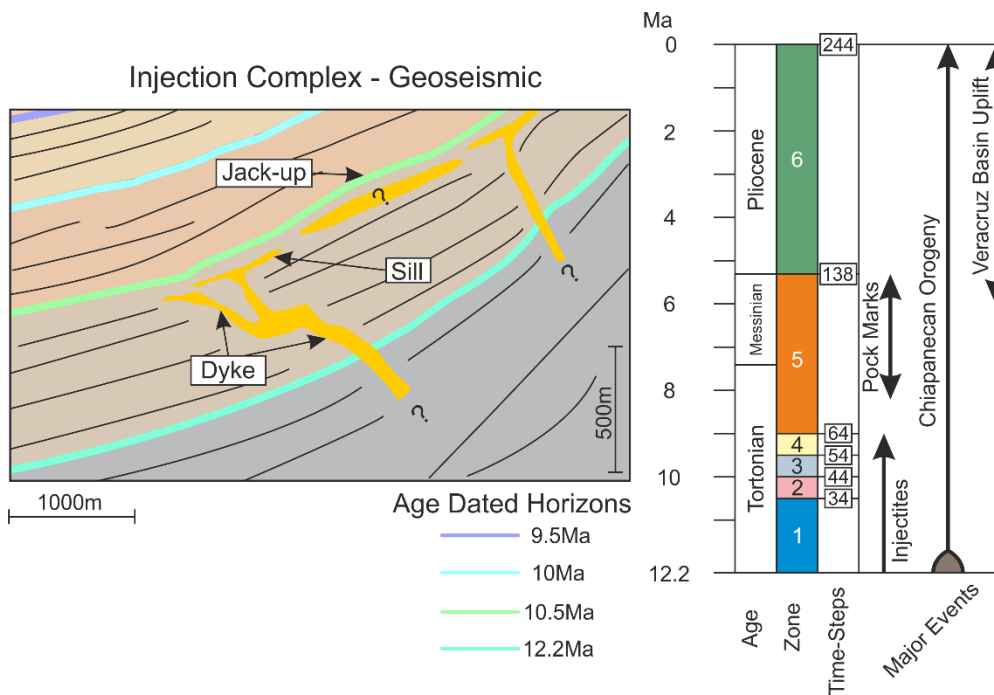 Injection Complex - Geoseismic
Jack-up
?
Sill
Dyke
?
?
500m
1000m
Age Dated Horizons
9.5Ma
10Ma
10.5Ma
12.2Ma
Ma
0
2
4
6
8
10
12.2
Pliocene
Messinian
Tortonian
6
5
4
3
2
1
244
138
64
54
44
34
Injectites
Pock Marks
Chiapanecan Orogeny
Veracruz Basin Uplift
Age
Zone
Time-Steps
Major Events